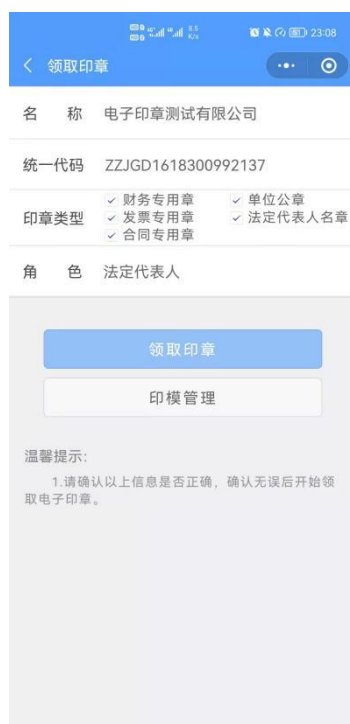 8.5
K/s
23:08
领取印章
名 称 电子印章测试有限公司
统一代码 ZZJGD1618300992137
印章类型 财务专用章 单位公章
发票专用章 法定代表人名章
合同专用章
角 色 法定代表人
领取印章
印模管理
温馨提示:
1.请确认以上信息是否正确，确认无误后开始领
取电子印章。